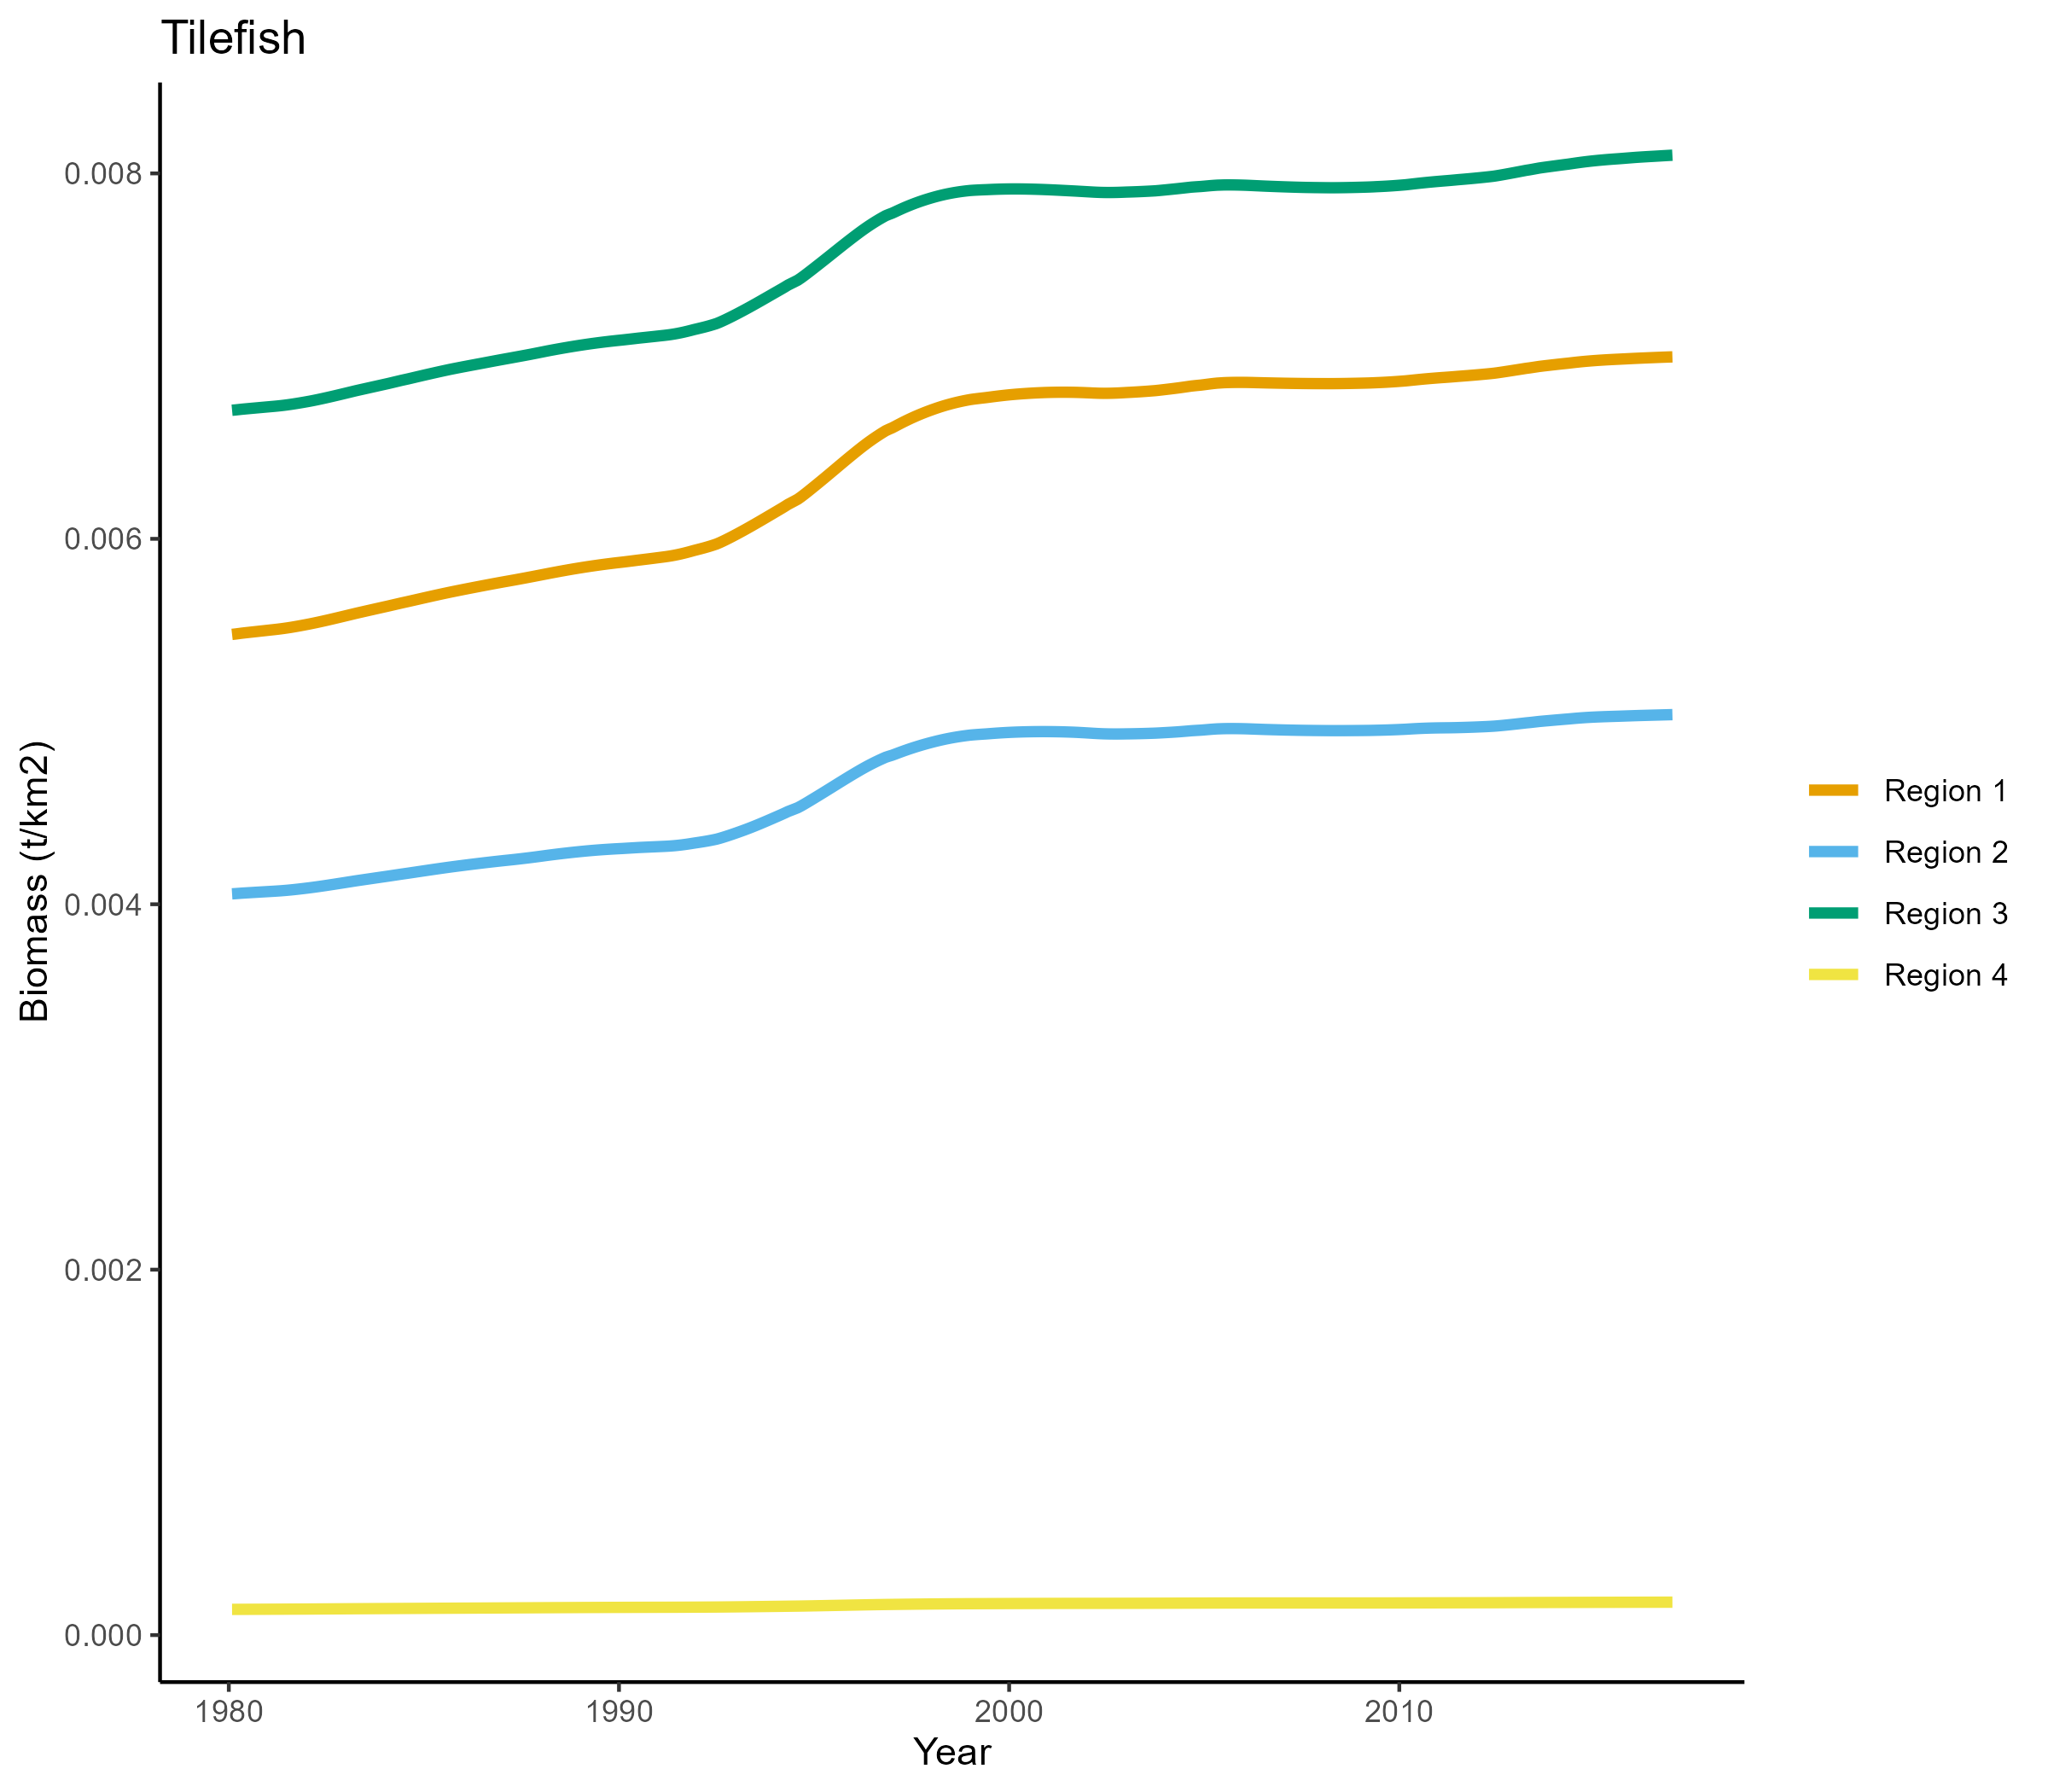 Tilefish
Biomass (t/km2)
0.008
0.006
0.004
0.002
0.000
1980 1990 2000 2010
Year
Region 1
Region 2
Region 3
Region 4